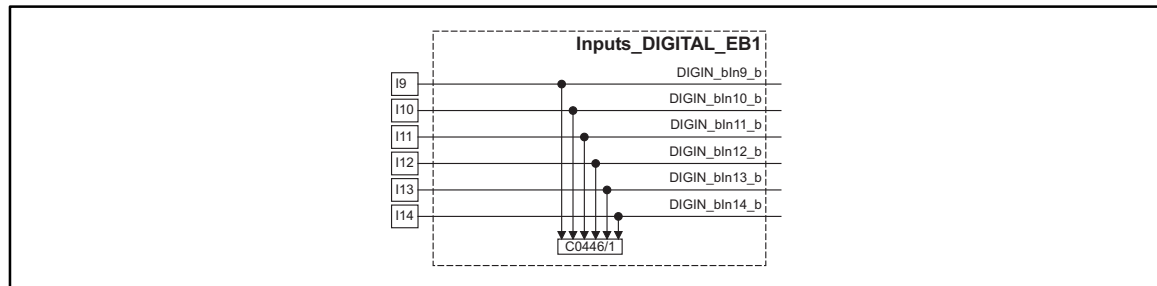 Inputs_DIGITAL_EB1
I9 DIGIN_bIn9_b
I10 DIGIN_bIn10_b
I11 DIGIN_bIn11_b
I12 DIGIN_bIn12_b
I13 DIGIN_bIn13_b
I14 DIGIN_bIn14_b
C0446/1